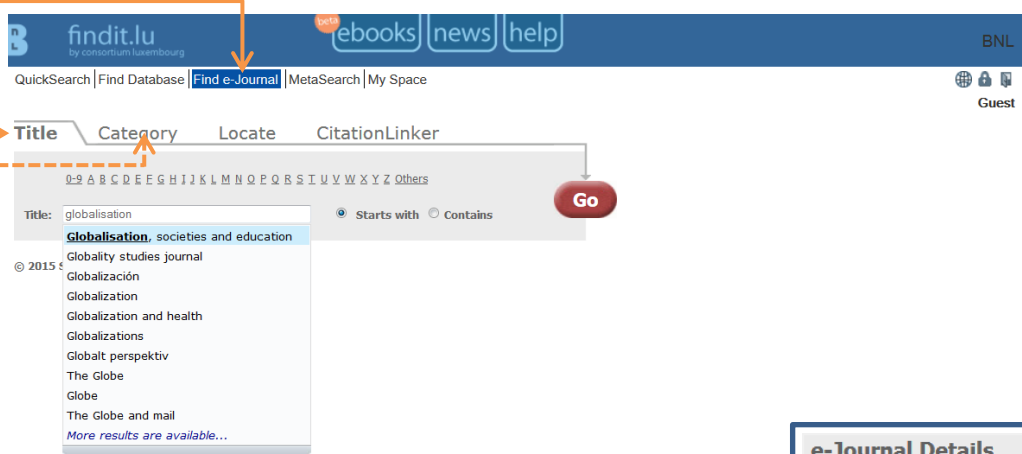 findit.lu
by consortium luxembourg
beta
ebooks news help
BNL
QuickSearch Find Database Find e-Journal MetaSearch My Space
Guest
Title Category Locate CitationLinker
0-9 A B C D E F G H I J K L M N O P Q R S T U V W X Y Z Others
Title: globalisation Starts with Contains Go
Globalisation, societies and education
© 2015 S
Globality studies journal
Globalización
Globalization
Globalization and health
Globalizations
Globalt perspektiv
The Globe
Globe
The Globe and mail
More results are available...
e-Journal Details